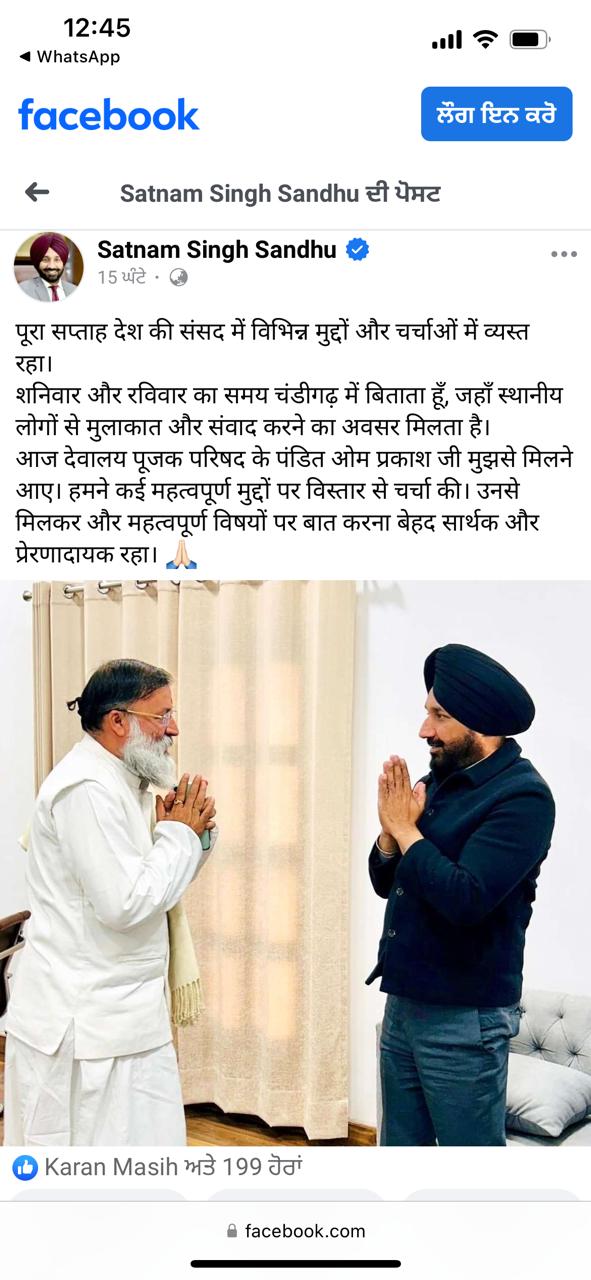 12:45
◀ WhatsApp
facebook
ਲੌਗ ਇਨ ਕਰੋ
Satnam Singh Sandhu ਦੀ ਪੋਸਟ
Satnam Singh Sandhu
15 ਘੰਟੇ ·
पूरा सप्ताह देश की संसद में विभिन्न मुद्दों और चर्चाओं में व्यस्त
रहा।
शनिवार और रविवार का समय चंडीगढ़ में बिताता हूँ, जहाँ स्थानीय
लोगों से मुलाकात और संवाद करने का अवसर मिलता है।
आज देवालय पूजक परिषद के पंडित ओम प्रकाश जी मुझसे मिलने
आए। हमने कई महत्वपूर्ण मुद्दों पर विस्तार से चर्चा की। उनसे
मिलकर और महत्वपूर्ण विषयों पर बात करना बेहद सार्थक और
प्रेरणादायक रहा। 🙏🏻
Karan Masih ਅਤੇ 199 ਹੋਰਾਂ
facebook.com